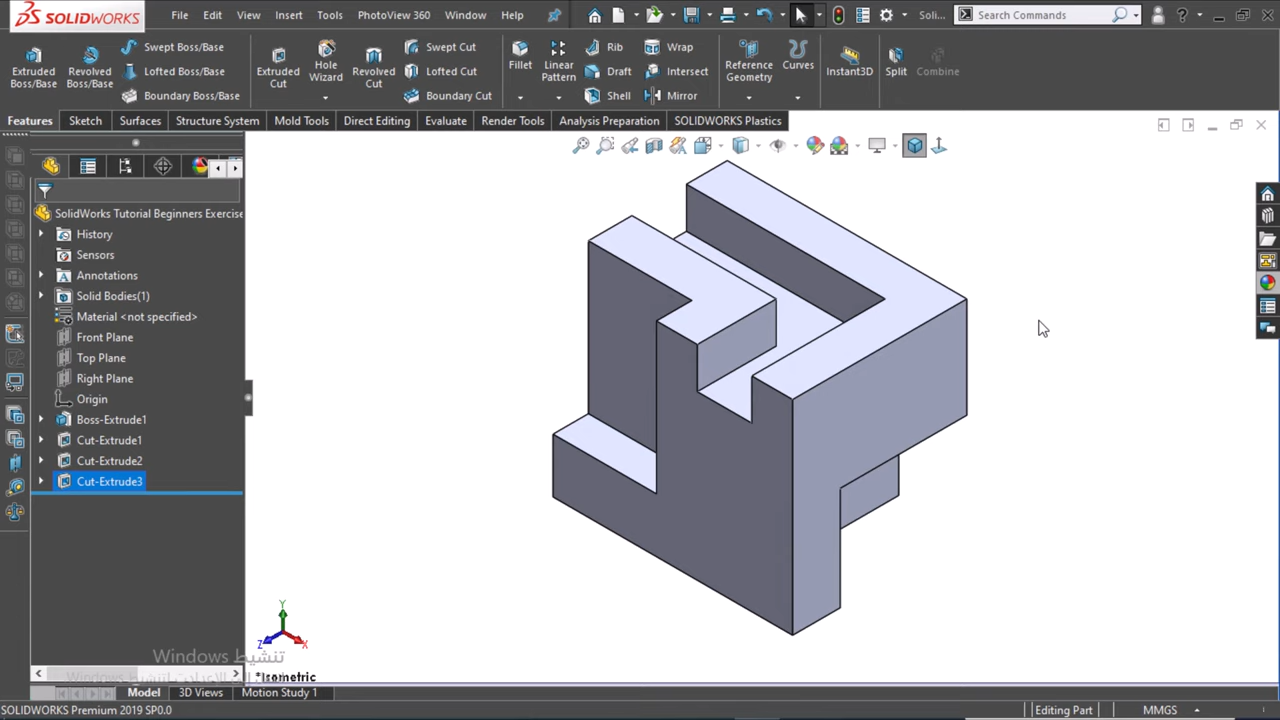 SOLIDWORKS File Edit View Insert Tools PhotoView 360 Window Help Soli... Search Commands ?
Extruded Boss/Base
Revolved Boss/Base
Swept Boss/Base
Lofted Boss/Base
Boundary Boss/Base
Extruded Cut
Hole Wizard
Revolved Cut
Swept Cut
Lofted Cut
Boundary Cut
Fillet
Linear Pattern
Rib
Draft
Shell
Wrap
Intersect
Mirror
Reference Geometry
Curves
Instant3D
Split
Combine
Features Sketch Surfaces Structure System Mold Tools Direct Editing Evaluate Render Tools Analysis Preparation SOLIDWORKS Plastics
SolidWorks Tutorial Beginners Exercise
History
Sensors
Annotations
Solid Bodies(1)
Material <not specified>
Front Plane
Top Plane
Right Plane
Origin
Boss-Extrude1
Cut-Extrude1
Cut-Extrude2
Cut-Extrude3
Y
Z
X
تنشيط Windows
*Isometric
Model 3D Views Motion Study 1
SOLIDWORKS Premium 2019 SP0.0 Editing Part MMGS